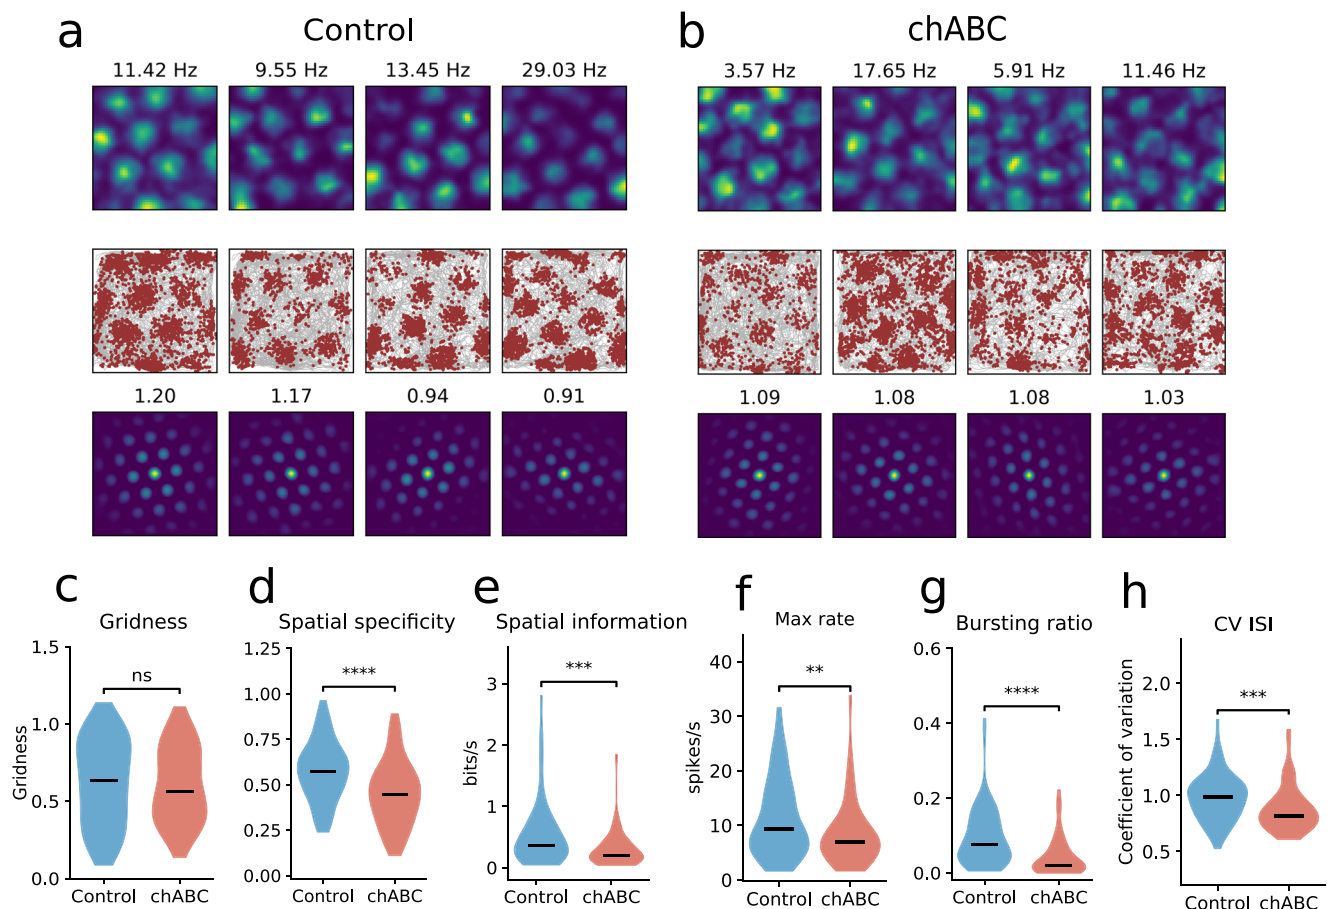 a Control
11.42 Hz 9.55 Hz 13.45 Hz 29.03 Hz
1.20 1.17 0.94 0.91
b chABC
3.57 Hz 17.65 Hz 5.91 Hz 11.46 Hz
1.09 1.08 1.08 1.03
c
Gridness
1.5
1.0
0.5
0.0
Gridness
ns
Control chABC
d
Spatial specificity
1.25
1.00
0.75
0.50
0.25
0.00
****
Control chABC
e
Spatial information
3
2
1
0
bits/s
***
Control chABC
f
Max rate
40
30
20
10
0
spikes/s
**
Control chABC
g
Bursting ratio
0.6
0.4
0.2
0.0
****
Control chABC
h
CV ISI
2.0
1.5
1.0
0.5
Coefficient of variation
***
Control chABC